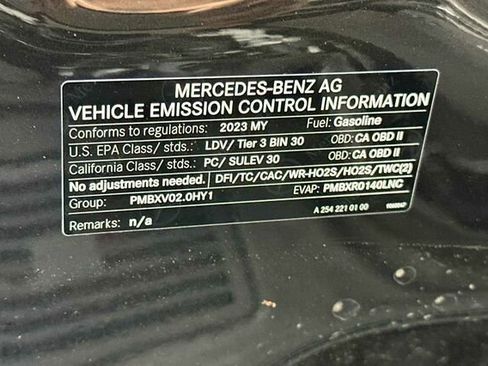 MERCEDES-BENZ AG
VEHICLE EMISSION CONTROL INFORMATION
Conforms to regulations: 2023 MY Fuel: Gasoline
U.S. EPA Class/ stds.: LDV/ Tier 3 BIN 30 OBD: CA OBD II
California Class/ stds.: PC/ SULEV 30 OBD: CA OBD II
No adjustments needed. DFI/TC/CAC/WR-HO2S/HO2S/TWC(2)
Group: PMBXV02.0HY1 EVAP: PMBXR0140LNC
Remarks: n/a A 254 221 01 00